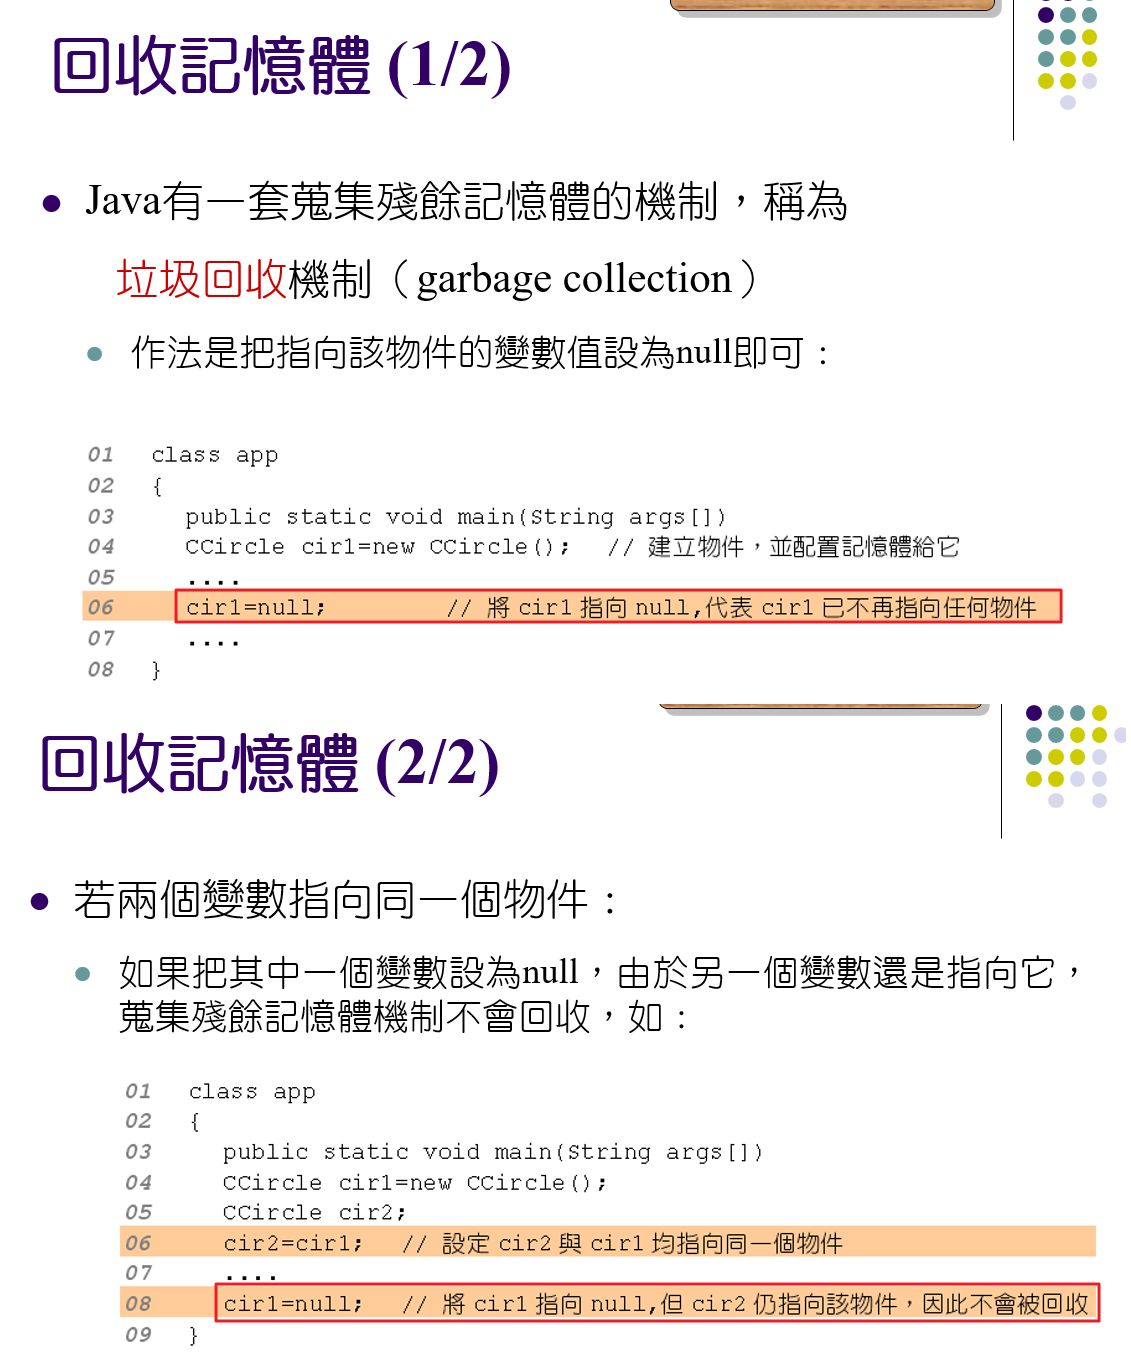 回收記憶體 (1/2)
Java有一套蒐集殘餘記憶體的機制，稱為
垃圾回收機制（garbage collection）
作法是把指向該物件的變數值設為null即可：
01 class app
02 {
03 public static void main(String args[])
04 CCircle cir1=new CCircle(); // 建立物件，並配置記憶體給它
05 ....
06 cir1=null; // 將 cir1 指向 null,代表 cir1 已不再指向任何物件
07 ....
08 }
回收記憶體 (2/2)
若兩個變數指向同一個物件：
如果把其中一個變數設為null，由於另一個變數還是指向它，
蒐集殘餘記憶體機制不會回收，如：
01 class app
02 {
03 public static void main(String args[])
04 CCircle cir1=new CCircle();
05 CCircle cir2;
06 cir2=cir1; // 設定 cir2 與 cir1 均指向同一個物件
07 ....
08 cir1=null; // 將 cir1 指向 null,但 cir2 仍指向該物件，因此不會被回收
09 }